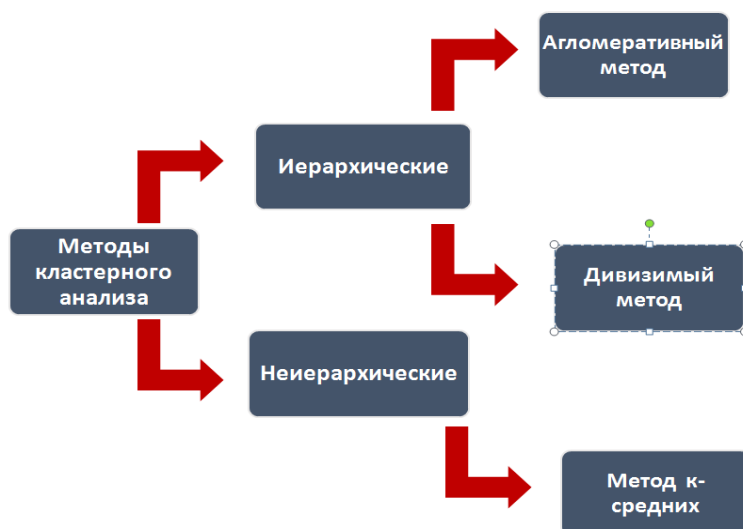 Агломеративный
метод
Иерархические
Методы
кластерного
анализа
Дивизимый
метод
Неиерархические
Метод к-
средних